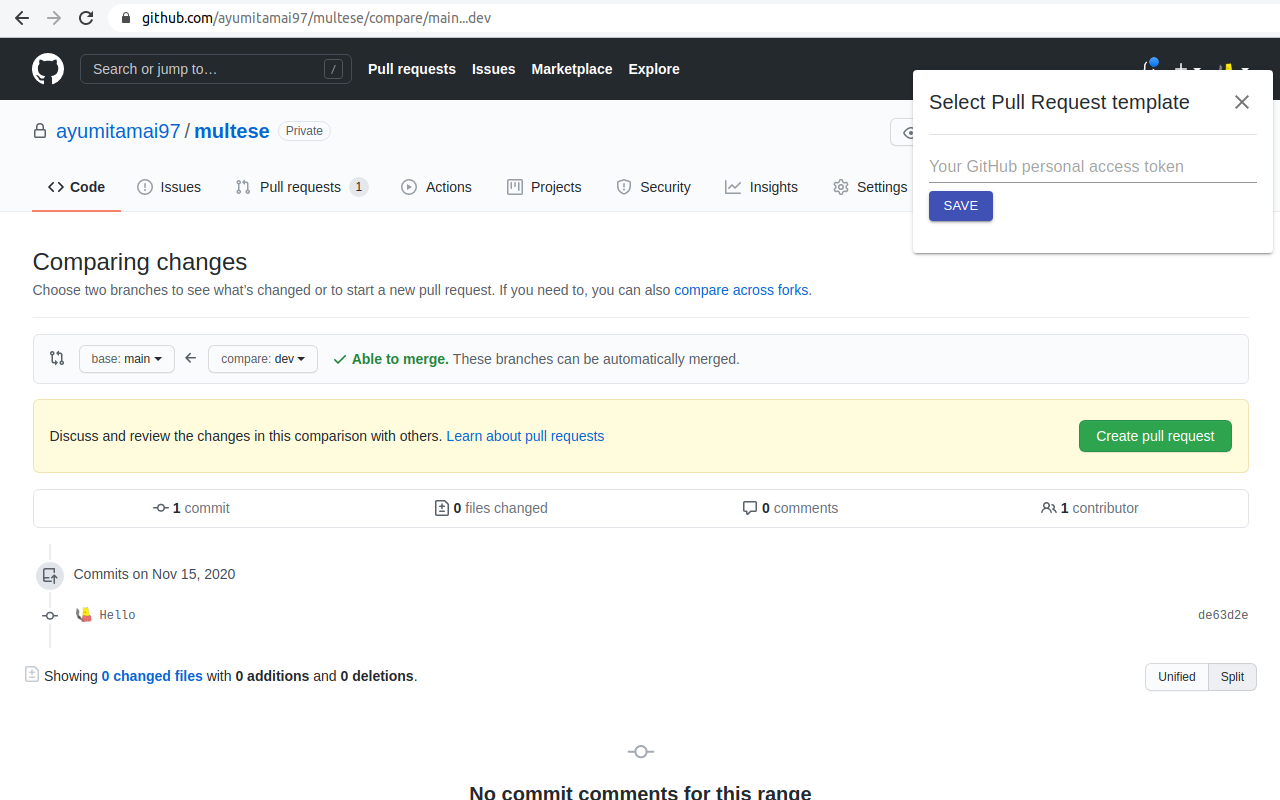 github.com/ayumitamai97/multese/compare/main...dev
Search or jump to…
/
Pull requests
Issues
Marketplace
Explore
Select Pull Request template
Your GitHub personal access token
SAVE
ayumitamai97 / multese
Private
Code
Issues
Pull requests 1
Actions
Projects
Security
Insights
Settings
Comparing changes
Choose two branches to see what's changed or to start a new pull request. If you need to, you can also compare across forks.
base: main
compare: dev
Able to merge. These branches can be automatically merged.
Discuss and review the changes in this comparison with others. Learn about pull requests
Create pull request
1 commit
0 files changed
0 comments
1 contributor
Commits on Nov 15, 2020
Hello
de63d2e
Showing 0 changed files with 0 additions and 0 deletions.
Unified
Split
No commit comments for this range